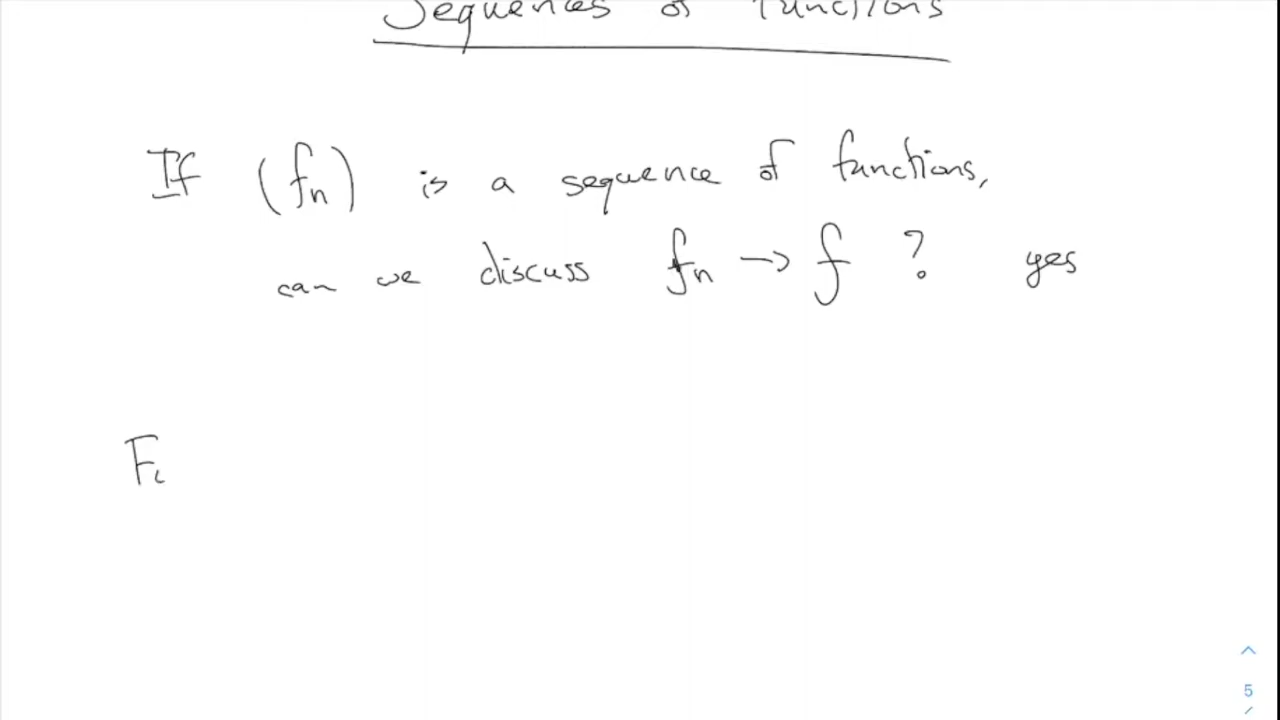 Sequences of functions
If (fn) is a sequence of functions,
can we discuss fn → f ? yes
5